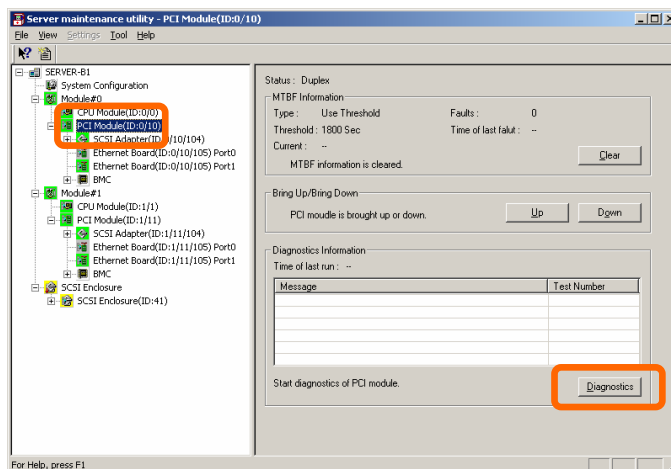 Server maintenance utility - PCI Module(ID:0/10)
File View Settings Tool Help
SERVER-B1
System Configuration
Module#0
CPU Module(ID:0/0)
PCI Module(ID:0/10)
SCSI Adapter(ID:0/10/104)
Ethernet Board(ID:0/10/105) Port0
Ethernet Board(ID:0/10/105) Port1
BMC
Module#1
CPU Module(ID:1/1)
PCI Module(ID:1/11)
SCSI Adapter(ID:1/11/104)
Ethernet Board(ID:1/11/105) Port0
Ethernet Board(ID:1/11/105) Port1
BMC
SCSI Enclosure
SCSI Enclosure(ID:41)
Status : Duplex
MTBF Information
Type : Use Threshold Faults : 0
Threshold : 1800 Sec Time of last falut : --
Current : --
MTBF information is cleared.
Clear
Bring Up/Bring Down
PCI moudle is brought up or down.
Up Down
Diagnostics Information
Time of last run : --
Message Test Number
Start diagnostics of PCI module.
Diagnostics
For Help, press F1